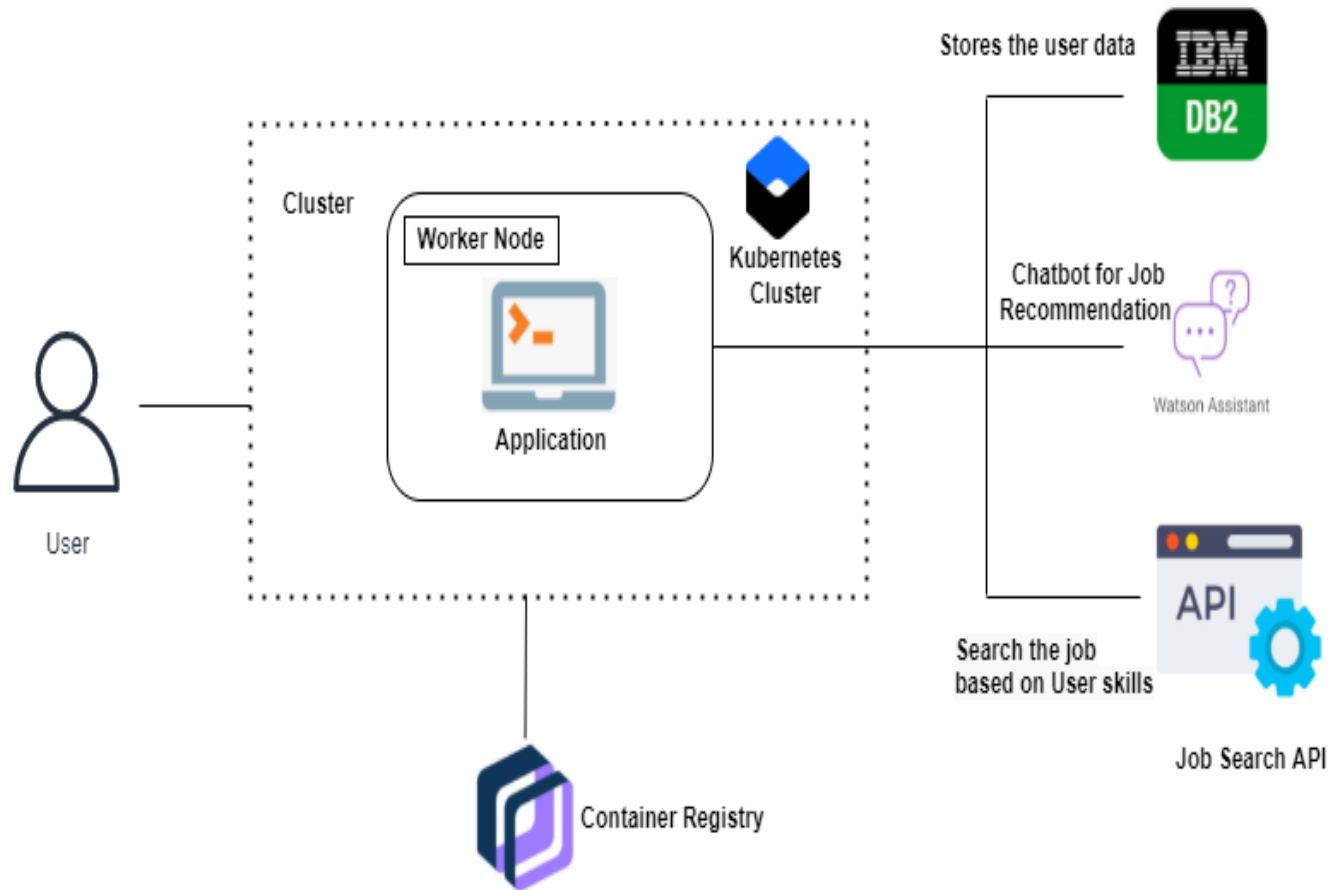 Stores the user data
IBM
DB2
Cluster
Worker Node
Kubernetes
Cluster
Application
Chatbot for Job
Recommendation
?
Watson Assistant
User
API
Search the job
based on User skills
Job Search API
Container Registry